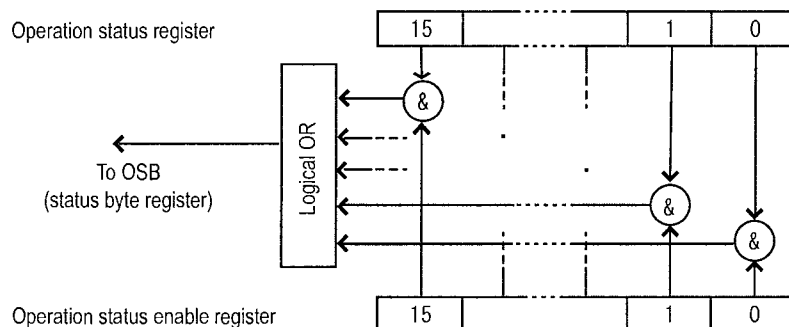 Operation status register
15 1 0
&
Logical OR
To OSB
(status byte register)
&
&
Operation status enable register
15 1 0